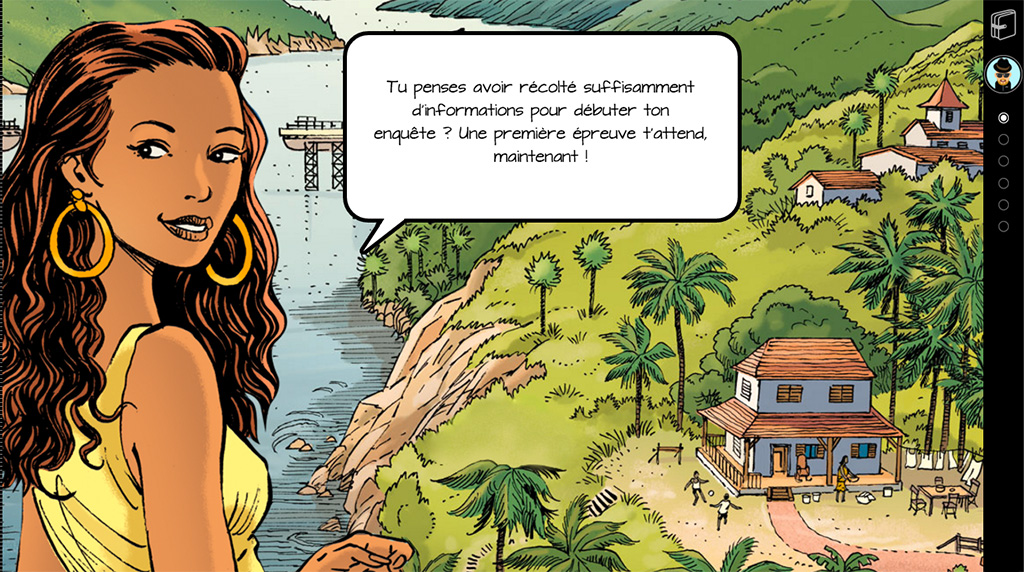 Tu penses avoir récolté suffisamment
d'informations pour débuter ton
enquête ? Une première épreuve t'attend,
maintenant !